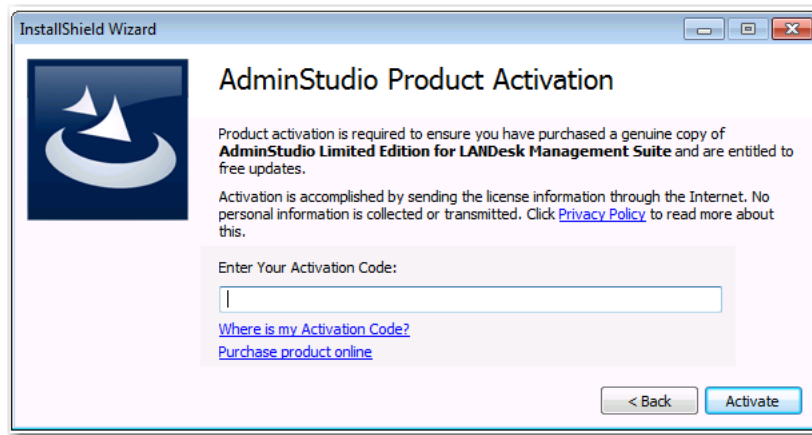 InstallShield Wizard
AdminStudio Product Activation
Product activation is required to ensure you have purchased a genuine copy of
AdminStudio Limited Edition for LANDesk Management Suite and are entitled to
free updates.
Activation is accomplished by sending the license information through the Internet. No
personal information is collected or transmitted. Click Privacy Policy to read more about
this.
Enter Your Activation Code:
Where is my Activation Code?
Purchase product online
< Back Activate